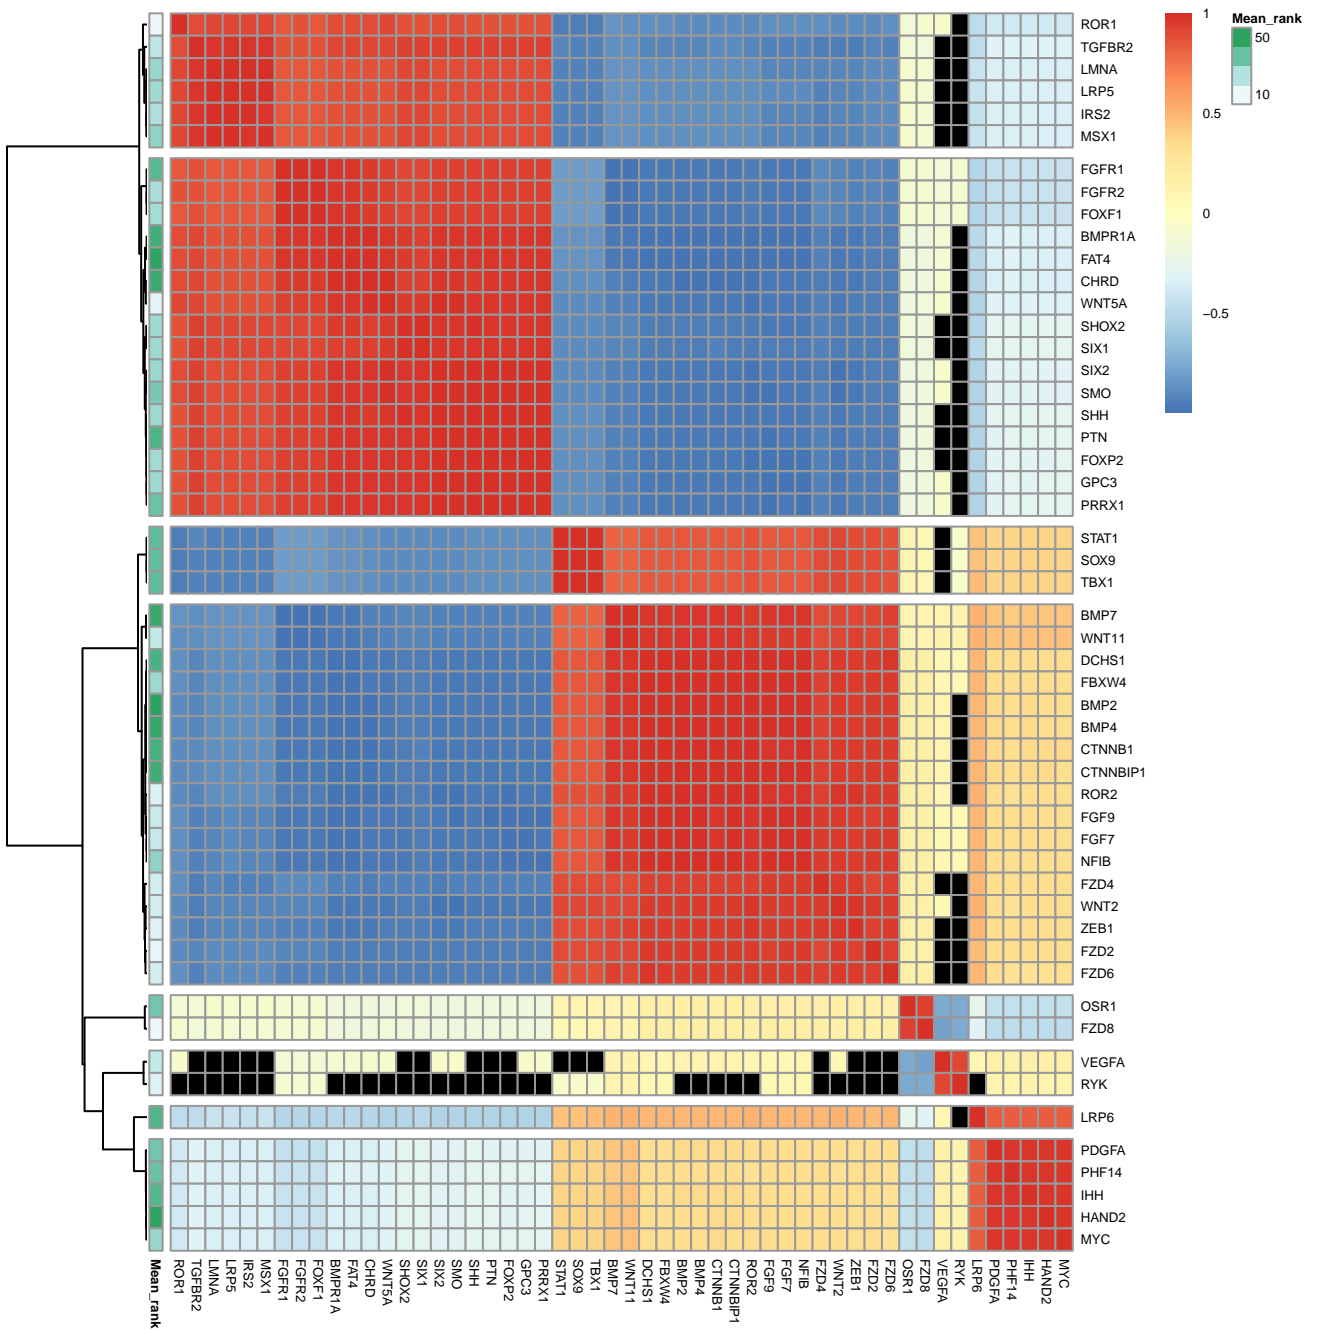 1
0.5
0
−0.5
Mean_rank
50
10
ROR1
TGFBR2
LMNA
LRP5
IRS2
MSX1
FGFR1
FGFR2
FOXF1
BMPR1A
FAT4
CHRD
WNT5A
SHOX2
SIX1
SIX2
SMO
SHH
PTN
FOXP2
GPC3
PRRX1
STAT1
SOX9
TBX1
BMP7
WNT11
DCHS1
FBXW4
BMP2
BMP4
CTNNB1
CTNNBIP1
ROR2
FGF9
FGF7
NFIB
FZD4
WNT2
ZEB1
FZD2
FZD6
OSR1
FZD8
VEGFA
RYK
LRP6
PDGFA
PHF14
IHH
HAND2
MYC
Mean_rank
ROR1
TGFBR2
LMNA
LRP5
IRS2
MSX1
FGFR1
FGFR2
FOXF1
BMPR1A
FAT4
CHRD
WNT5A
SHOX2
SIX1
SIX2
SMO
SHH
PTN
FOXP2
GPC3
PRRX1
STAT1
SOX9
TBX1
BMP7
WNT11
DCHS1
FBXW4
BMP2
BMP4
CTNNB1
CTNNBIP1
ROR2
FGF9
FGF7
NFIB
FZD4
WNT2
ZEB1
FZD2
FZD6
OSR1
FZD8
VEGFA
RYK
LRP6
PDGFA
PHF14
IHH
HAND2
MYC